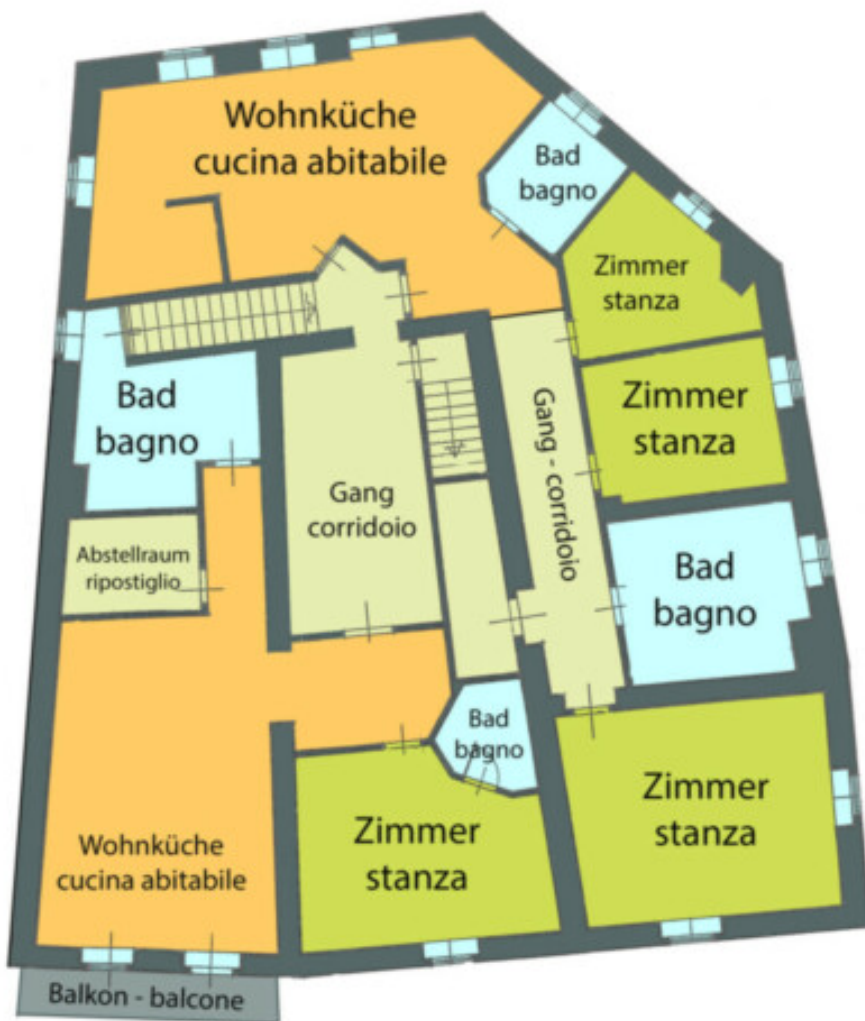 Wohnküche
cucina abitabile
Bad
bagno
Zimmer
stanza
Zimmer
stanza
Bad
bagno
Gang
corridoio
Gang - corridoio
Abstellraum
ripostiglio
Bad
bagno
Bad
bagno
Zimmer
stanza
Wohnküche
cucina abitabile
Zimmer
stanza
Balkon - balcone